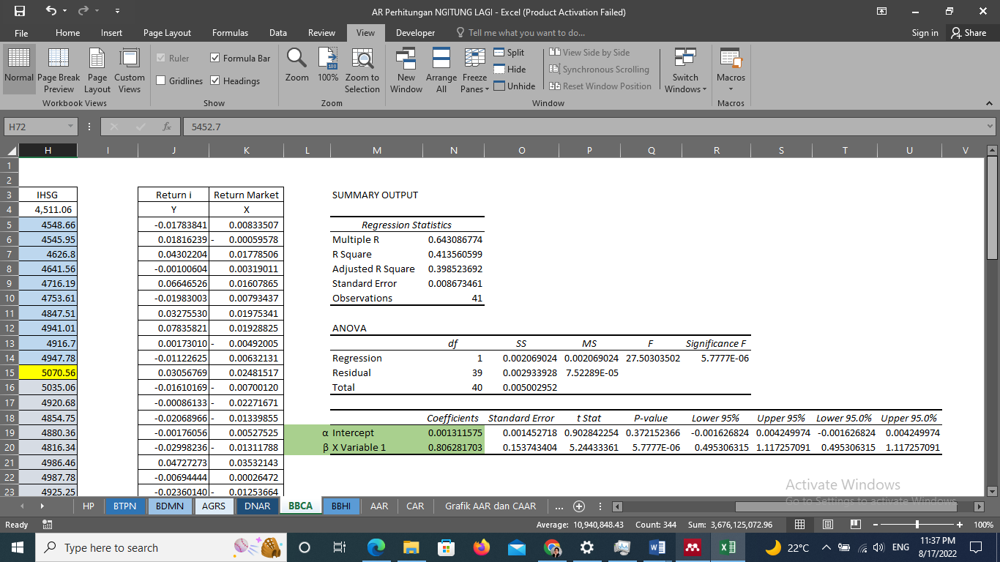 AR Perhitungan NGITUNG LAGI - Excel (Product Activation Failed)
File Home Insert Page Layout Formulas Data Review View Developer Tell me what you want to do... Sign in Share
Normal Page Break Preview Page Layout Custom Views
Workbook Views
Ruler Formula Bar
Gridlines Headings
Show
Zoom 100% Zoom to Selection
Zoom
New Window Arrange All Freeze Panes
Split
Hide
Unhide
View Side by Side
Synchronous Scrolling
Reset Window Position
Window
Switch Windows
Macros
Macros
H72 fx 5452.7
H I J K L M N O P Q R S T U V
1
2
3 IHSG Return i Return Market SUMMARY OUTPUT
4 4,511.06 Y X
5 4548.66 -0.01783841 0.00833507 Regression Statistics
6 4545.95 0.01816239 - 0.00059578 Multiple R 0.643086774
7 4626.8 0.04302204 0.01778506 R Square 0.413560599
8 4641.56 -0.00100604 0.00319011 Adjusted R Square 0.398523692
9 4716.19 0.06646526 0.01607865 Standard Error 0.008673461
10 4753.61 -0.01983003 0.00793437 Observations 41
11 4847.51 0.03275530 0.01975341
12 4941.01 0.07835821 0.01928825 ANOVA
13 4916.7 0.00173010 - 0.00492005 df SS MS F Significance F
14 4947.78 -0.01122625 0.00632131 Regression 1 0.002069024 0.002069024 27.50303502 5.7777E-06
15 5070.56 0.03056769 0.02481517 Residual 39 0.002933928 7.52289E-05
16 5035.06 -0.01610169 - 0.00700120 Total 40 0.005002952
17 4920.68 -0.00086133 - 0.02271671
18 4854.75 -0.02068966 - 0.01339855 Coefficients Standard Error t Stat P-value Lower 95% Upper 95% Lower 95.0% Upper 95.0%
19 4880.36 -0.00176056 0.00527525 α Intercept 0.001311575 0.001452718 0.902842254 0.372152366 -0.001626824 0.004249974 -0.001626824 0.004249974
20 4816.34 -0.02998236 - 0.01311788 β X Variable 1 0.806281703 0.153743404 5.24433361 5.7777E-06 0.495306315 1.117257091 0.495306315 1.117257091
21 4986.46 0.04727273 0.03532143
22 4987.78 -0.00694444 0.00026472
23 4925.25 -0.02360140 - 0.01253664
Activate Windows
Go to Settings to activate Windows.
HP BTPN BDMN AGRS DNAR BBCA BBHI AAR CAR Grafik AAR dan CAAR ...
Ready Average: 10,940,848.43 Count: 344 Sum: 3,676,125,072.96 100%
Type here to search 22°C ENG 11:37 PM
8/17/2022